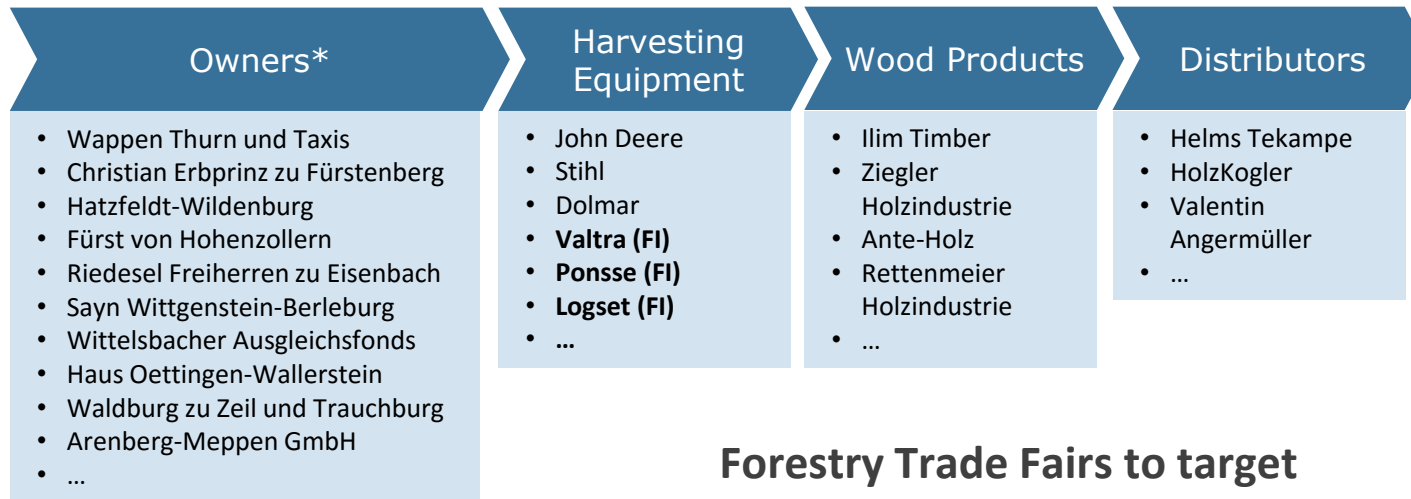 Owners*
• Wappen Thurn und Taxis
• Christian Erbprinz zu Fürstenberg
• Hatzfeldt-Wildenburg
• Fürst von Hohenzollern
• Riedesel Freiherren zu Eisenbach
• Sayn Wittgenstein-Berleburg
• Wittelsbacher Ausgleichsfonds
• Haus Oettingen-Wallerstein
• Waldburg zu Zeil und Trauchburg
• Arenberg-Meppen GmbH
• ...
Harvesting
Equipment
• John Deere
• Stihl
• Dolmar
• Valtra (FI)
• Ponsse (FI)
• Logset (FI)
• ...
Wood Products
• Ilim Timber
• Ziegler
Holzindustrie
• Ante-Holz
• Rettenmeier
Holzindustrie
• ...
Distributors
• Helms Tekampe
• HolzKogler
• Valentin
Angermüller
• ...
Forestry Trade Fairs to target